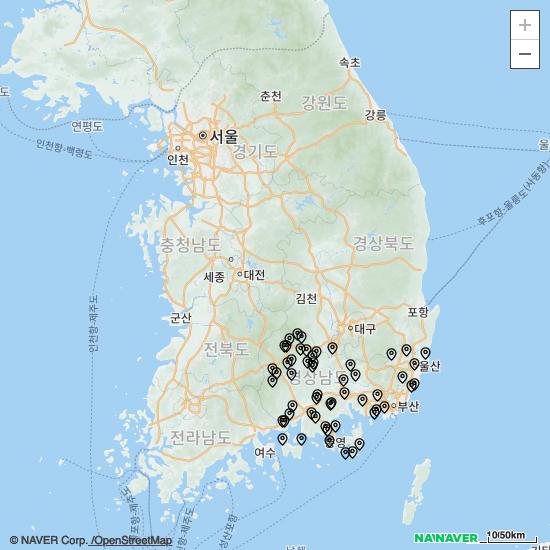 +
−
속초
춘천
강원도
강릉
도
연평도
서울
인천
경기도
인천항-백령도
울
후포항-울릉도(사동항)
충청남도
경상북도
세종
대전
김천
군산
포항
대구
인천항-제주도
전북도
울산
경상남도
부산
전라남도
여수
통영
© NAVER Corp. /OpenStreetMap
NAVER
10/50km